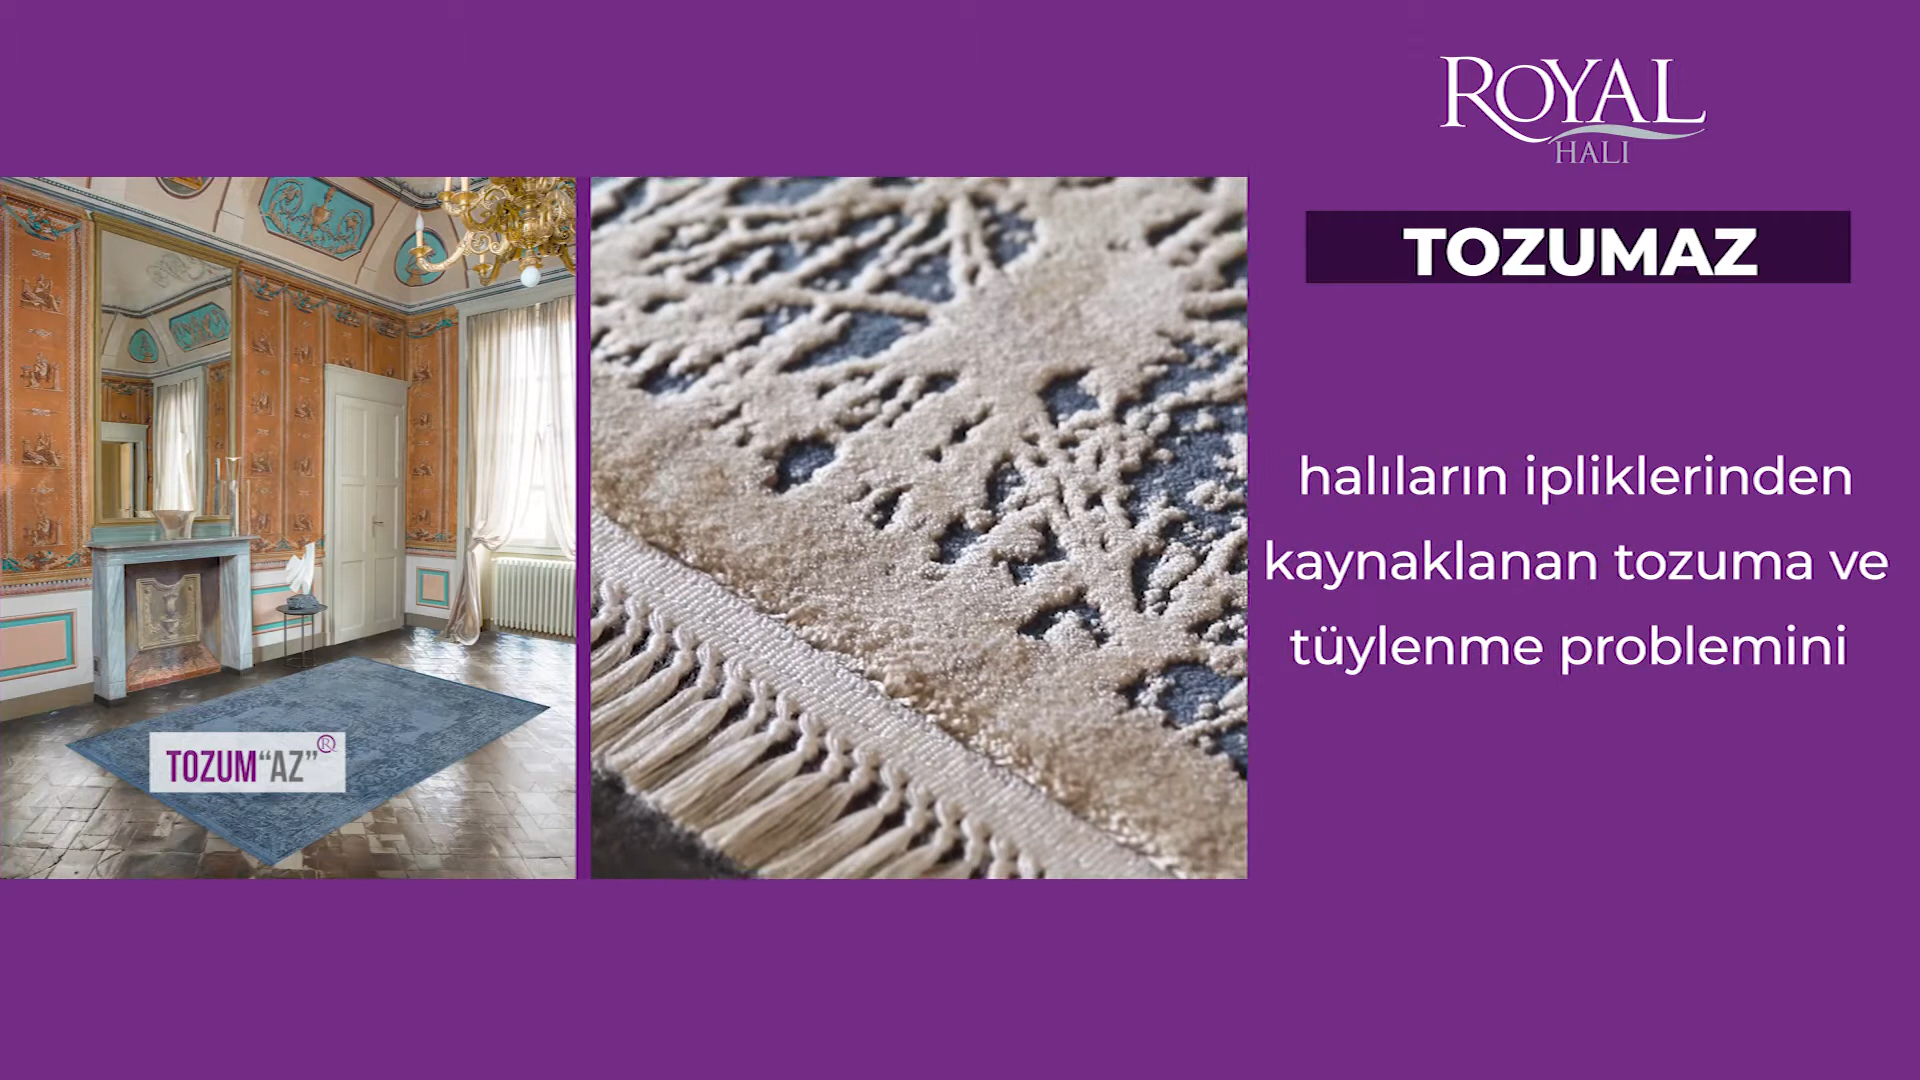 ROYAL
HALI
TOZUMAZ
halıların ipliklerinden
kaynaklanan tozuma ve
tüylenme problemini
TOZUM“AZ”®